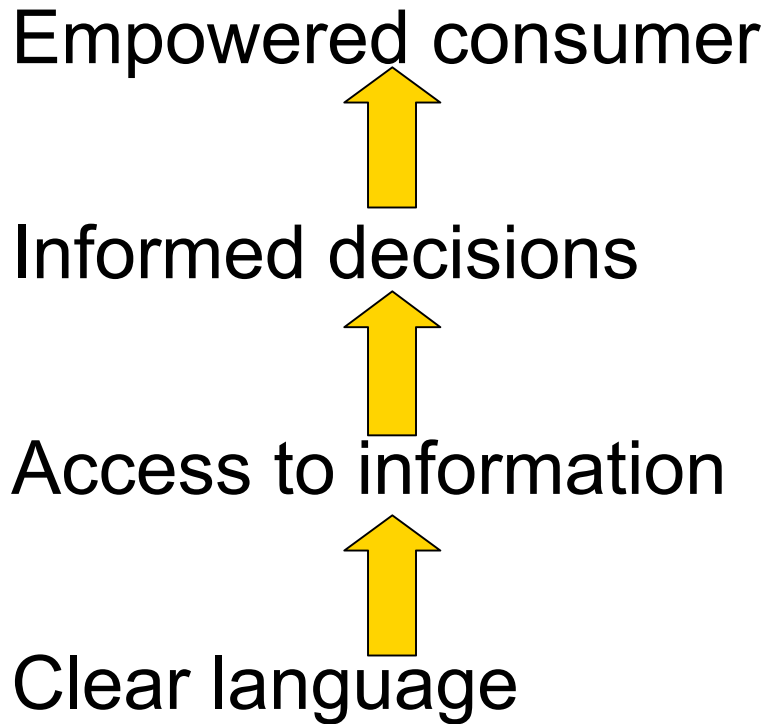 Empowered consumer
Informed decisions
Access to information
Clear language